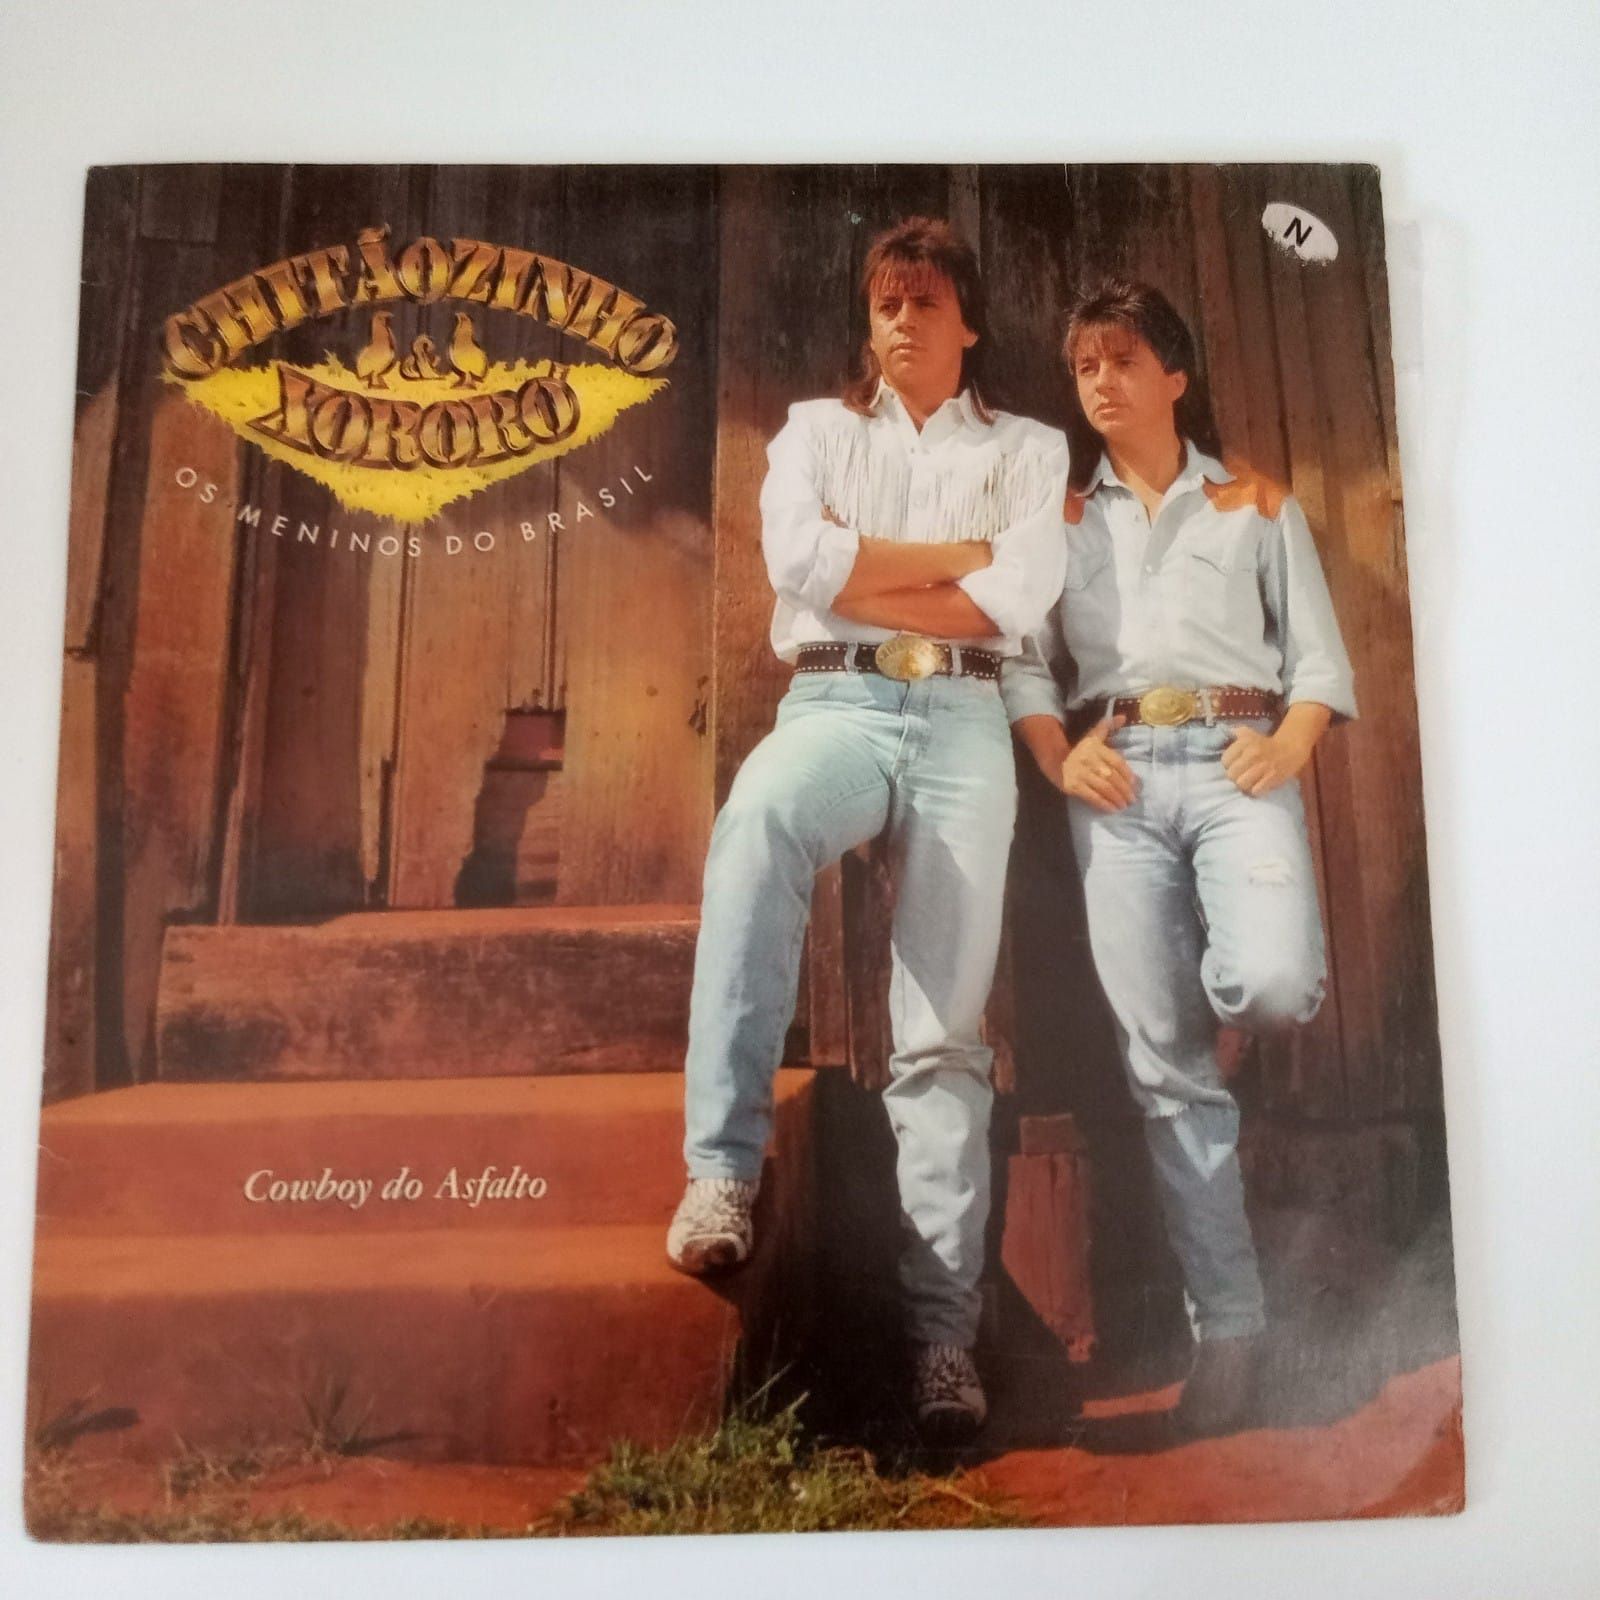 CHITÃOZINHO
&
XORORÓ
OS MENINOS DO BRASIL
N
Cowboy do Asfalto